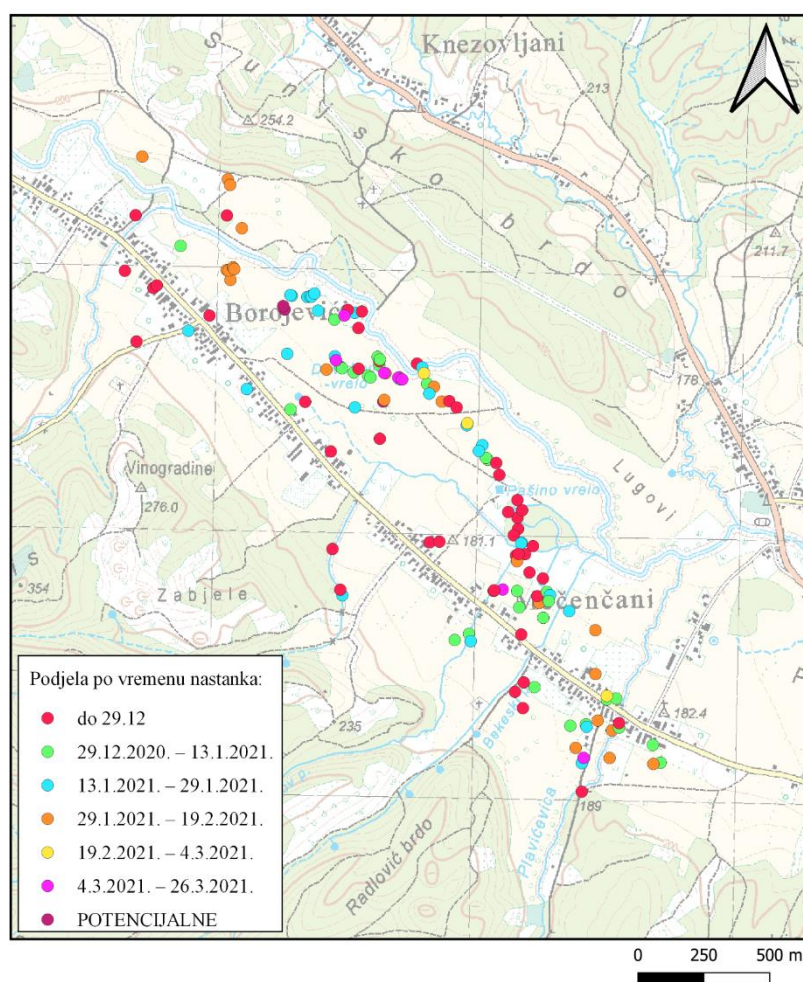 Knezovljani
Sunjsko brdo
213
254.2
211.7
Borojevići
178
vrelo
Lugovi
Vinogradine
276.0
Pašino vrelo
181.1
354
Zabjele
Močenčani
235
182.4
189
Plavičevica
Radlović brdo
Podjela po vremenu nastanka:
do 29.12
29.12.2020. – 13.1.2021.
13.1.2021. – 29.1.2021.
29.1.2021. – 19.2.2021.
19.2.2021. – 4.3.2021.
4.3.2021. – 26.3.2021.
POTENCIJALNE
0 250 500 m